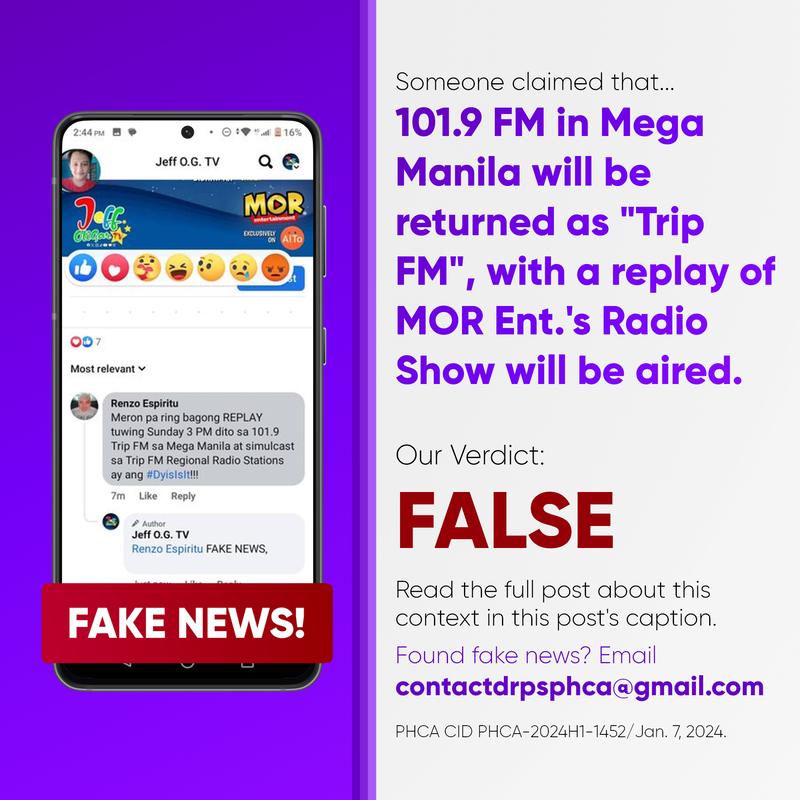 2:44 PM
16%
Jeff O.G. TV
Jeff
MOR
entertainment
EXCLUSIVELY
ON
AiTo
7
Most relevant
Renzo Espiritu
Meron pa ring bagong REPLAY
tuwing Sunday 3 PM dito sa 101.9
Trip FM sa Mega Manila at simulcast
sa Trip FM Regional Radio Stations
ay ang #DyisIsIt!!!
7m Like Reply
Author
Jeff O.G. TV
Renzo Espiritu FAKE NEWS,
FAKE NEWS!
Someone claimed that...
101.9 FM in Mega
Manila will be
returned as "Trip
FM", with a replay of
MOR Ent.'s Radio
Show will be aired.
Our Verdict:
FALSE
Read the full post about this
context in this post's caption.
Found fake news? Email
contactdrpsphca@gmail.com
PHCA CID PHCA-2024H1-1452/Jan. 7, 2024.